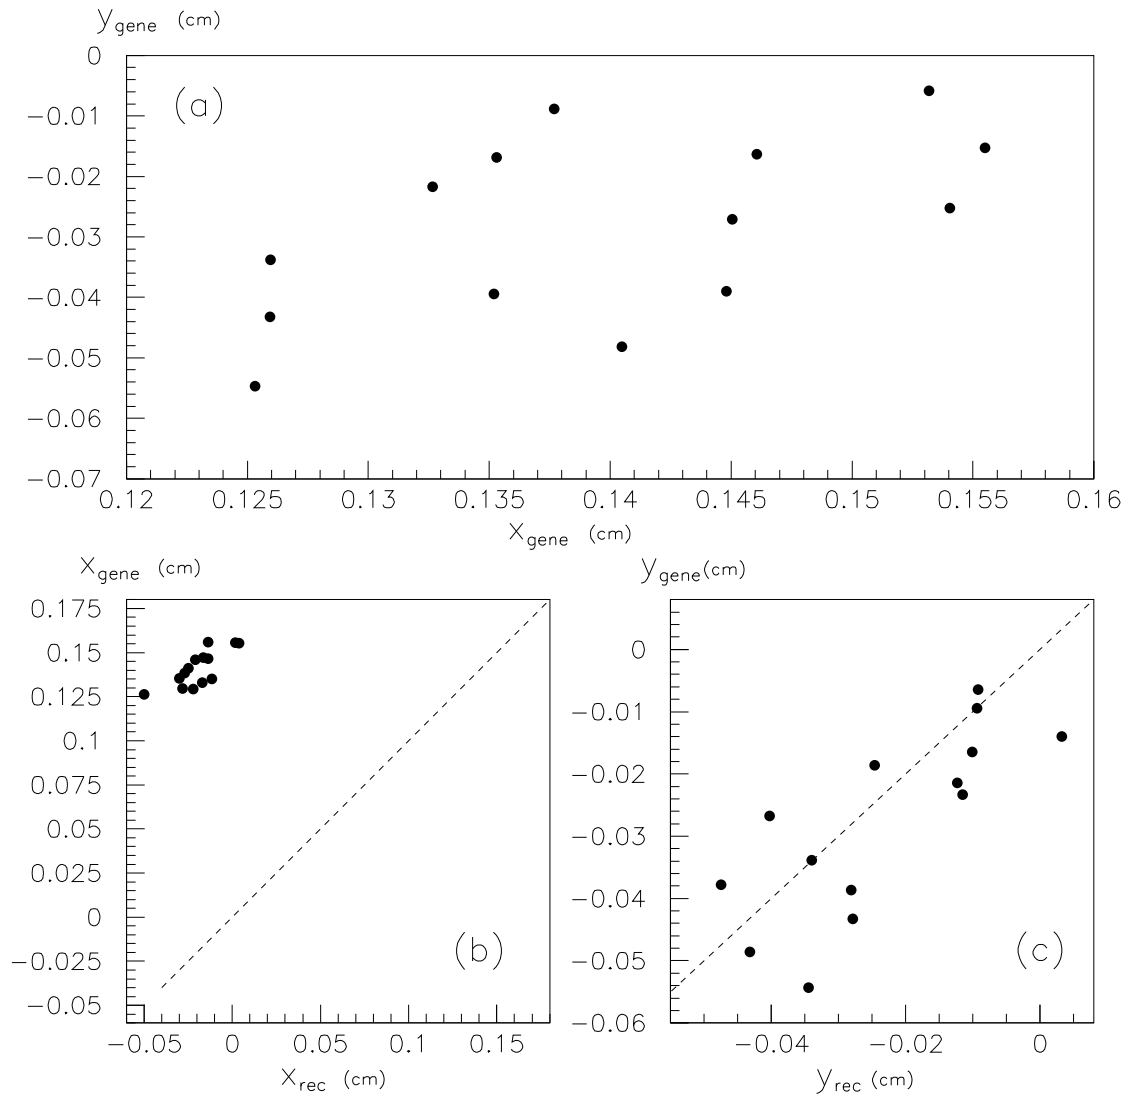 y_gene (cm)
0
−0.01
−0.02
−0.03
−0.04
−0.05
−0.06
−0.07
(a)
0.12 0.125 0.13 0.135 0.14 0.145 0.15 0.155 0.16
x_gene (cm)
x_gene (cm)
0.175
0.15
0.125
0.1
0.075
0.05
0.025
0
−0.025
−0.05
(b)
−0.05 0 0.05 0.1 0.15
x_rec (cm)
y_gene(cm)
0
−0.01
−0.02
−0.03
−0.04
−0.05
−0.06
(c)
−0.04 −0.02 0
y_rec (cm)